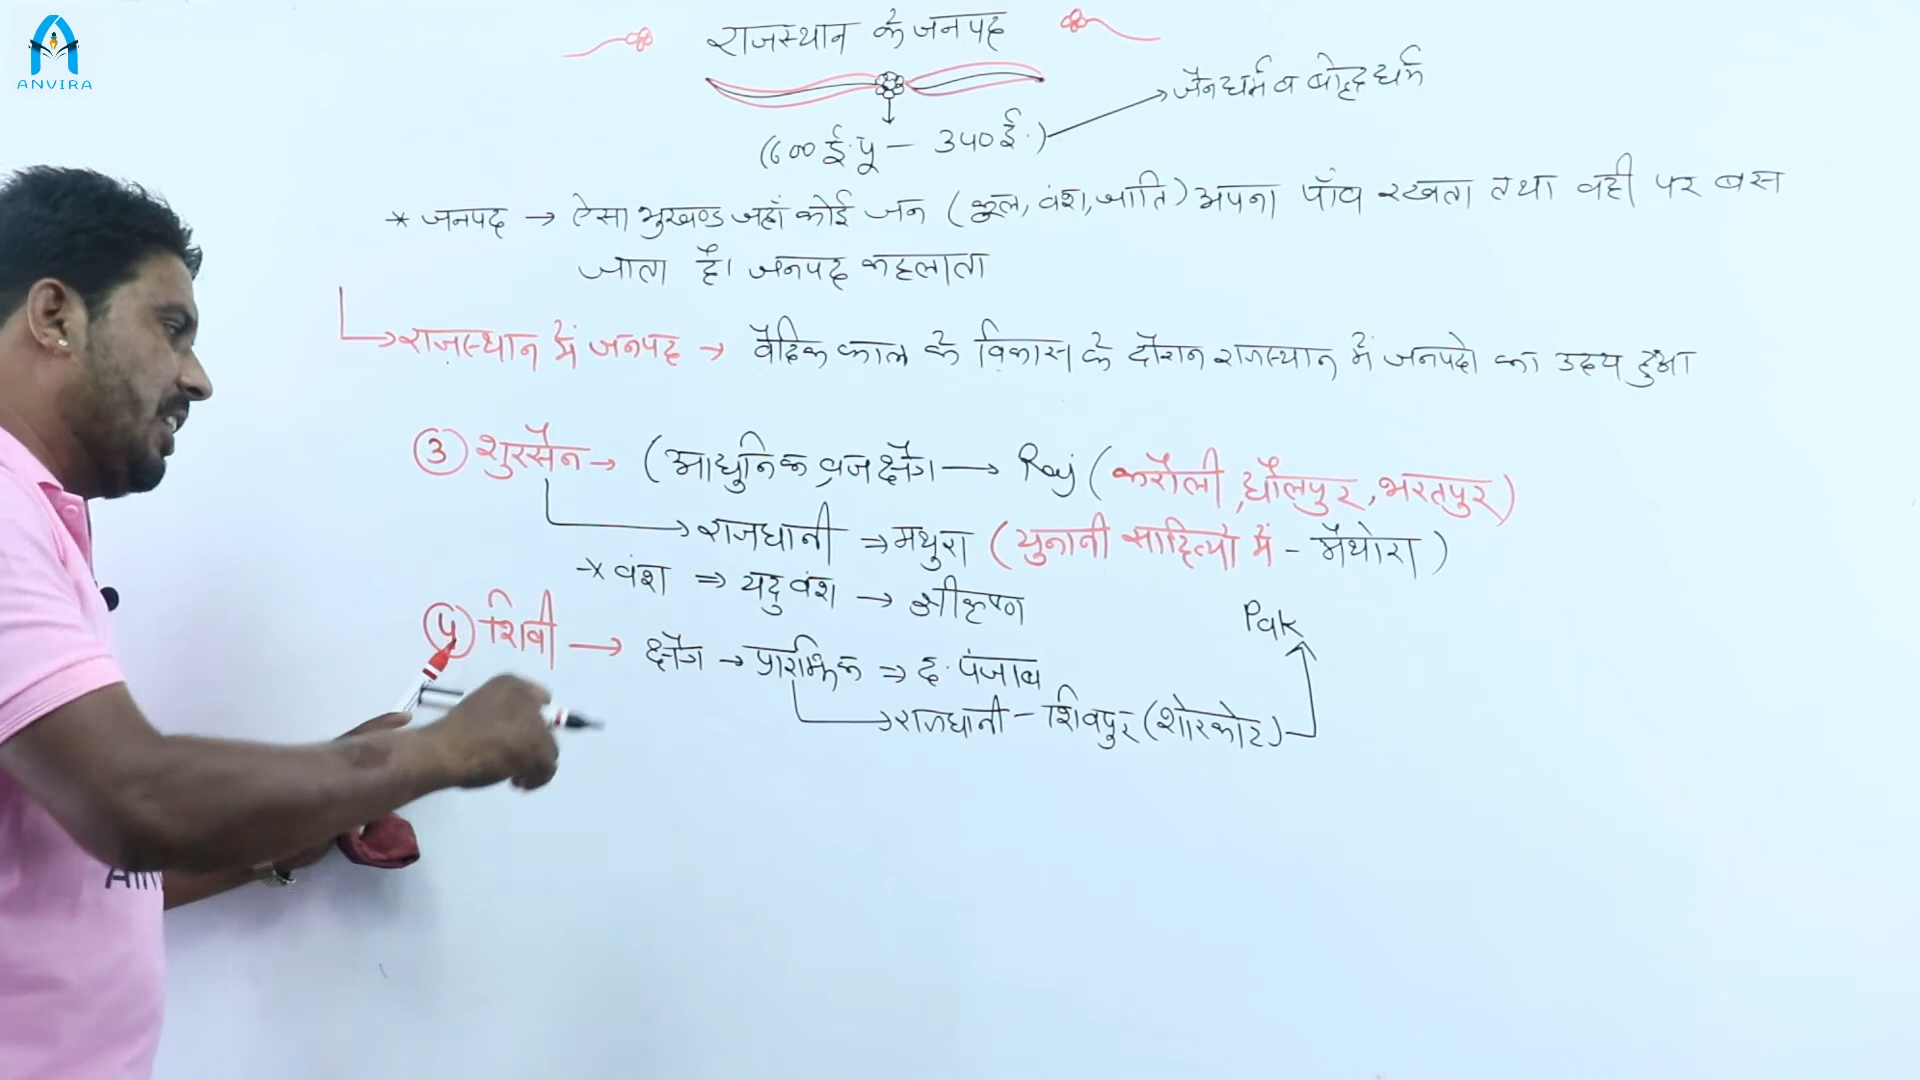 ANVIRA
राजस्थान के जनपद
(600 ई.पू – 340 ई.) → जैन धर्म व बोद्ध धर्म
* जनपद → ऐसा भुखण्ड जहाँ कोई जन (कुल, वंश, जाति) अपना पाँव रखता तथा वही पर बस
जाता है। जनपद कहलाता
राजस्थान में जनपद → वैदिक काल के विकास के दौरान राजस्थान में जनपदो का उदय हुआ
③ शुरसैन → (आधुनिक व्रज क्षैत्र → Raj (करौली, धौलपुर, भरतपुर)
राजधानी ⇒ मथुरा (युनानी साहित्यो में - मैथोरा)
* वंश ⇒ यदु वंश → श्रीकृष्ण
④ शिवी → क्षैत्र → प्रारम्भिक ⇒ द. पंजाब
Pak
राजधानी – शिवपुर (शोरकोट)